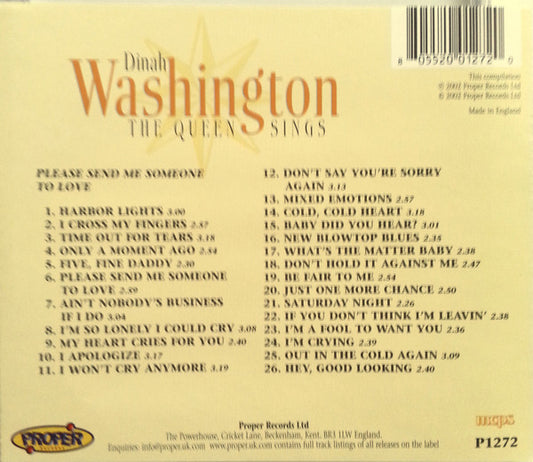 Dinah
Washington
THE QUEEN SINGS
8 05520 01272 0
This compilation
℗ 2002 Proper Records Ltd
© 2002 Proper Records Ltd
Made in England
PLEASE SEND ME SOMEONE
TO LOVE
1. HARBOR LIGHTS 3.00
2. I CROSS MY FINGERS 2.57
3. TIME OUT FOR TEARS 3.18
4. ONLY A MOMENT AGO 2.54
5. FIVE, FINE DADDY 2.30
6. PLEASE SEND ME SOMEONE
TO LOVE 2.59
7. AIN'T NOBODY'S BUSINESS
IF I DO 3.04
8. I'M SO LONELY I COULD CRY 3.08
9. MY HEART CRIES FOR YOU 2.40
10. I APOLOGIZE 3.17
11. I WON'T CRY ANYMORE 3.19
12. DON'T SAY YOU'RE SORRY
AGAIN 3.13
13. MIXED EMOTIONS 2.57
14. COLD, COLD HEART 3.18
15. BABY DID YOU HEAR? 3.01
16. NEW BLOWTOP BLUES 2.35
17. WHAT'S THE MATTER BABY 2.38
18. DON'T HOLD IT AGAINST ME 2.47
19. BE FAIR TO ME 2.54
20. JUST ONE MORE CHANCE 2.50
21. SATURDAY NIGHT 2.26
22. IF YOU DON'T THINK I'M LEAVIN' 2.38
23. I'M A FOOL TO WANT YOU 2.36
24. I'M CRYING 2.39
25. OUT IN THE COLD AGAIN 3.09
26. HEY, GOOD LOOKING 2.40
PROPER
RECORDS
Proper Records Ltd
The Powerhouse, Cricket Lane, Beckenham, Kent. BR3 1LW England.
Enquiries: info@proper.uk.com www.proper.uk.com contains full track listings of all releases on the label
mcps
P1272